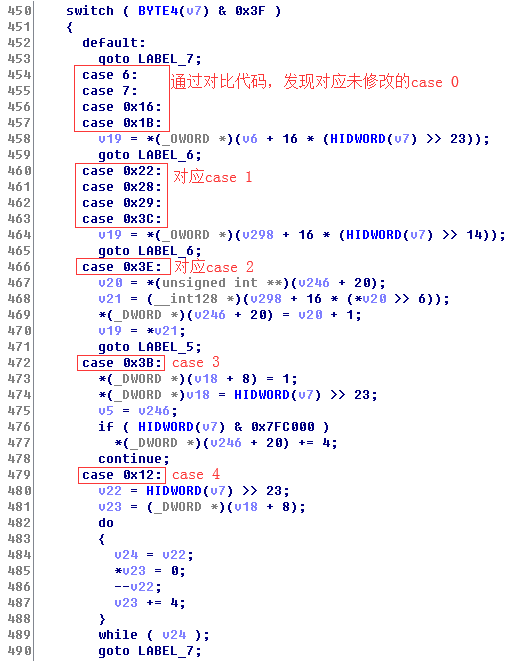 450 switch ( BYTE4(v7) & 0x3F )
451 {
452 default:
453 goto LABEL_7;
454 case 6: 通过对比代码，发现对应未修改的case 0
455 case 7:
456 case 0x16:
457 case 0x1B:
458 v19 = *(_OWORD *)(v6 + 16 * (HIDWORD(v7) >> 23));
459 goto LABEL_6;
460 case 0x22: 对应case 1
461 case 0x28:
462 case 0x29:
463 case 0x3C:
464 v19 = *(_OWORD *)(v298 + 16 * (HIDWORD(v7) >> 14));
465 goto LABEL_6;
466 case 0x3E: 对应case 2
467 v20 = *(unsigned int **)(v246 + 20);
468 v21 = (__int128 *)(v298 + 16 * (*v20 >> 6));
469 *(_DWORD *)(v246 + 20) = v20 + 1;
470 v19 = *v21;
471 goto LABEL_5;
472 case 0x3B: case 3
473 *(_DWORD *)(v18 + 8) = 1;
474 *(_DWORD *)v18 = HIDWORD(v7) >> 23;
475 v5 = v246;
476 if ( HIDWORD(v7) & 0x7FC000 )
477 *(_DWORD *)(v246 + 20) += 4;
478 continue;
479 case 0x12: case 4
480 v22 = HIDWORD(v7) >> 23;
481 v23 = (_DWORD *)(v18 + 8);
482 do
483 {
484 v24 = v22;
485 *v23 = 0;
486 --v22;
487 v23 += 4;
488 }
489 while ( v24 );
490 goto LABEL_7;